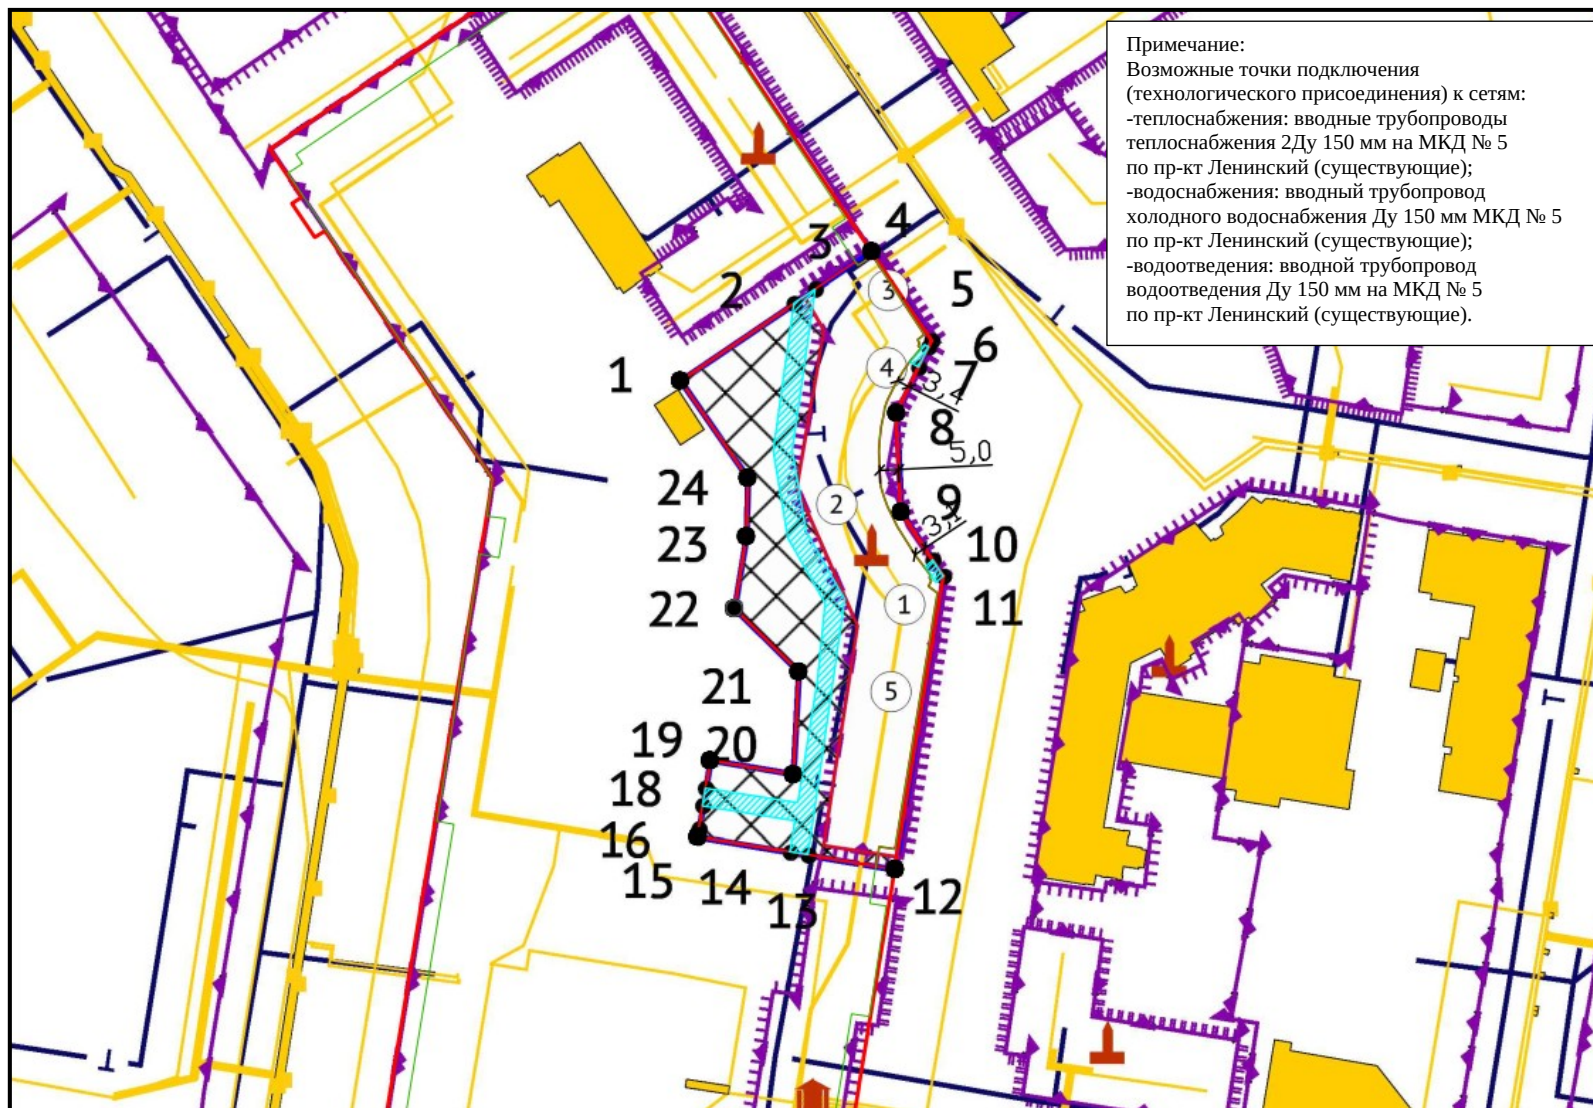 Примечание:
Возможные точки подключения
(технологического присоединения) к сетям:
-теплоснабжения: вводные трубопроводы
теплоснабжения 2Ду 150 мм на МКД № 5
по пр-кт Ленинский (существующие);
-водоснабжения: вводный трубопровод
холодного водоснабжения Ду 150 мм МКД № 5
по пр-кт Ленинский (существующие);
-водоотведения: вводной трубопровод
водоотведения Ду 150 мм на МКД № 5
по пр-кт Ленинский (существующие).
4
3
2
3
5
6
1
4
7
3,4
8
5,0
24
2
9
23
10
1
22
11
21
5
19
20
18
16
15
14
13
12